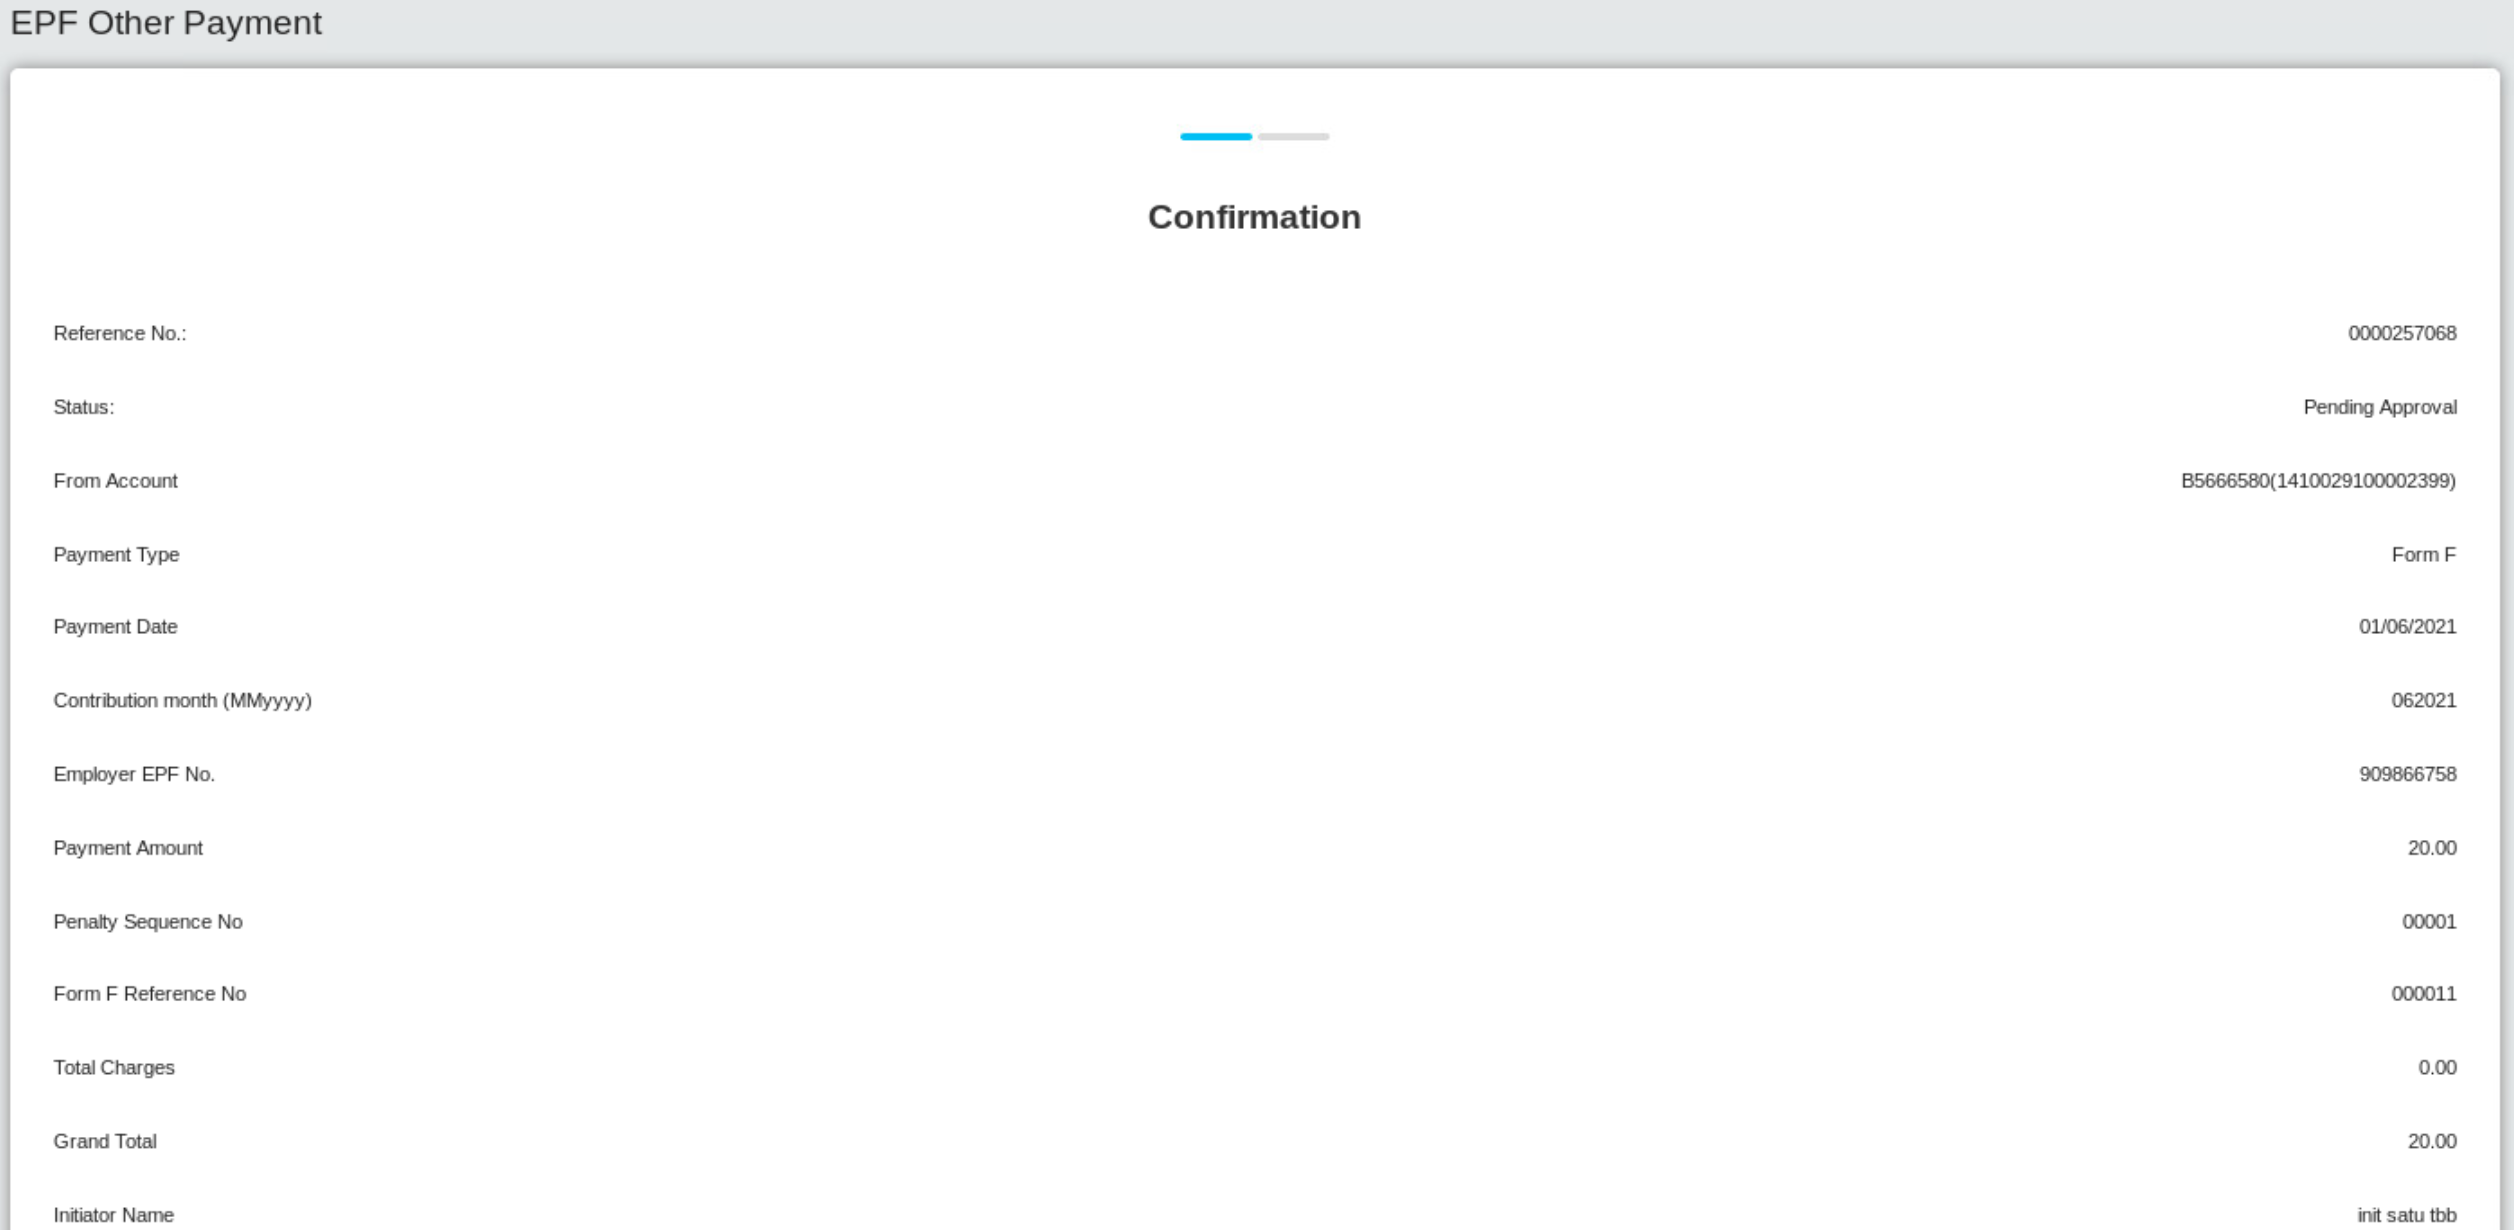 EPF Other Payment
Confirmation
Reference No.: 0000257068
Status: Pending Approval
From Account B5666580(1410029100002399)
Payment Type Form F
Payment Date 01/06/2021
Contribution month (MMyyyy) 062021
Employer EPF No. 909866758
Payment Amount 20.00
Penalty Sequence No 00001
Form F Reference No 000011
Total Charges 0.00
Grand Total 20.00
Initiator Name init satu tbb